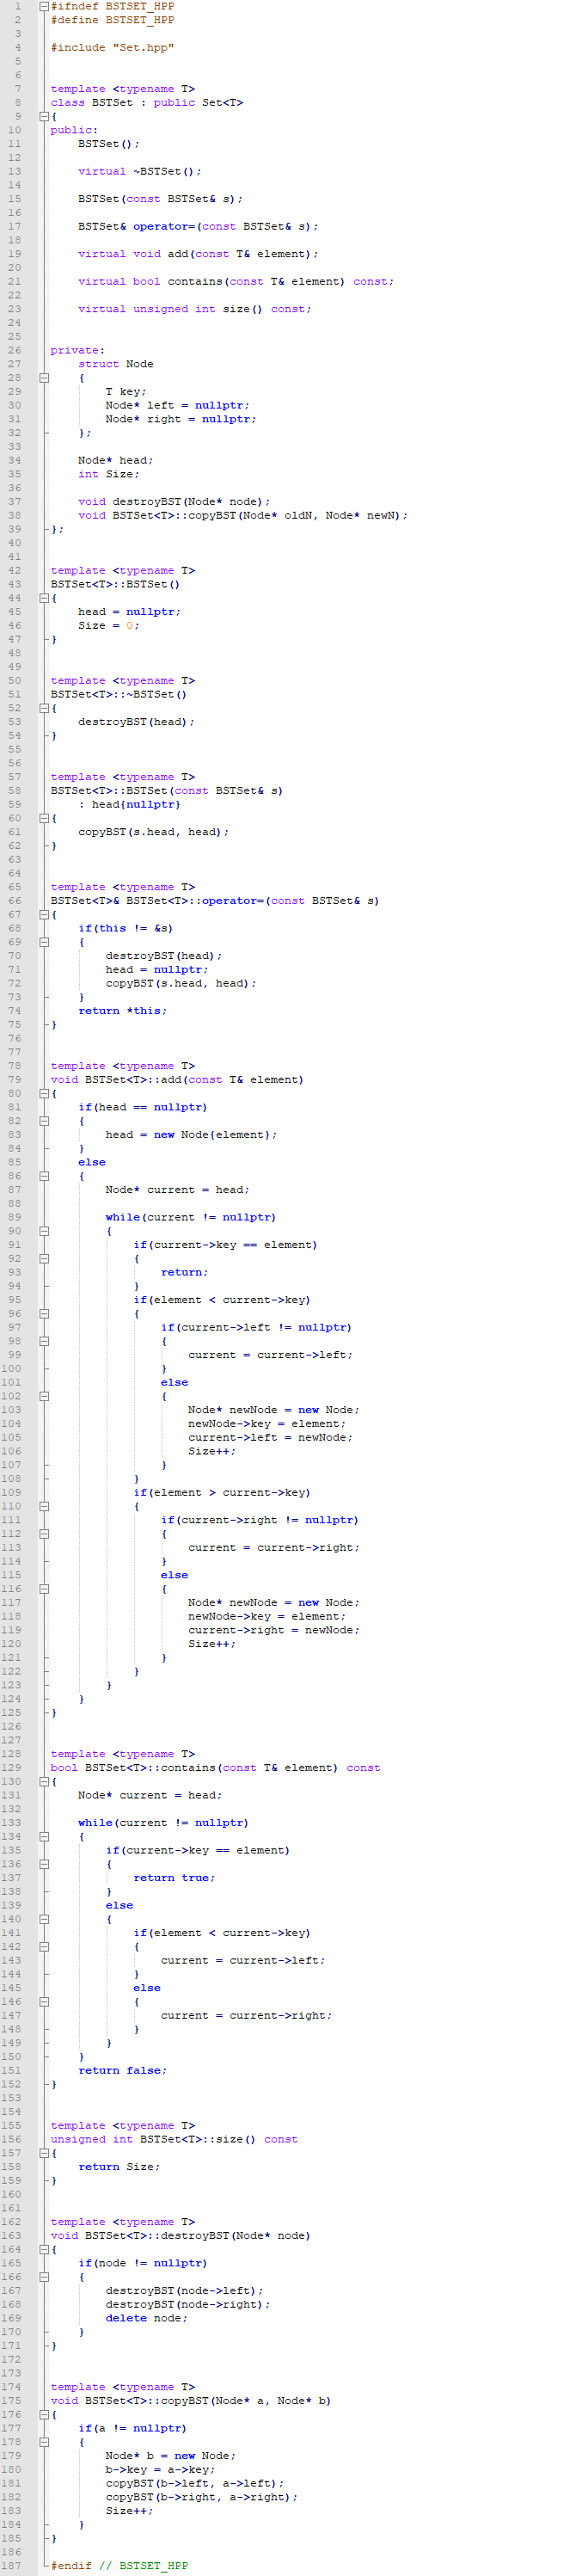 1 #ifndef BSTSET_HPP
2 #define BSTSET_HPP
3
4 #include "Set.hpp"
5
6
7 template <typename T>
8 class BSTSet : public Set<T>
9 {
10 public:
11     BSTSet();
12
13     virtual ~BSTSet();
14
15     BSTSet(const BSTSet& s);
16
17     BSTSet& operator=(const BSTSet& s);
18
19     virtual void add(const T& element);
20
21     virtual bool contains(const T& element) const;
22
23     virtual unsigned int size() const;
24
25
26 private:
27     struct Node
28     {
29         T key;
30         Node* left = nullptr;
31         Node* right = nullptr;
32     };
33
34     Node* head;
35     int Size;
36
37     void destroyBST(Node* node);
38     void BSTSet<T>::copyBST(Node* oldN, Node* newN);
39 };
40
41
42 template <typename T>
43 BSTSet<T>::BSTSet()
44 {
45     head = nullptr;
46     Size = 0;
47 }
48
49
50 template <typename T>
51 BSTSet<T>::~BSTSet()
52 {
53     destroyBST(head);
54 }
55
56
57 template <typename T>
58 BSTSet<T>::BSTSet(const BSTSet& s)
59     : head{nullptr}
60 {
61     copyBST(s.head, head);
62 }
63
64
65 template <typename T>
66 BSTSet<T>& BSTSet<T>::operator=(const BSTSet& s)
67 {
68     if(this != &s)
69     {
70         destroyBST(head);
71         head = nullptr;
72         copyBST(s.head, head);
73     }
74     return *this;
75 }
76
77
78 template <typename T>
79 void BSTSet<T>::add(const T& element)
80 {
81     if(head == nullptr)
82     {
83         head = new Node{element};
84     }
85     else
86     {
87         Node* current = head;
88
89         while(current != nullptr)
90         {
91             if(current->key == element)
92             {
93                 return;
94             }
95             if(element < current->key)
96             {
97                 if(current->left != nullptr)
98                 {
99                     current = current->left;
100                 }
101                 else
102                 {
103                     Node* newNode = new Node;
104                     newNode->key = element;
105                     current->left = newNode;
106                     Size++;
107                 }
108             }
109             if(element > current->key)
110             {
111                 if(current->right != nullptr)
112                 {
113                     current = current->right;
114                 }
115                 else
116                 {
117                     Node* newNode = new Node;
118                     newNode->key = element;
119                     current->right = newNode;
120                     Size++;
121                 }
122             }
123         }
124     }
125 }
126
127
128 template <typename T>
129 bool BSTSet<T>::contains(const T& element) const
130 {
131     Node* current = head;
132
133     while(current != nullptr)
134     {
135         if(current->key == element)
136         {
137             return true;
138         }
139         else
140         {
141             if(element < current->key)
142             {
143                 current = current->left;
144             }
145             else
146             {
147                 current = current->right;
148             }
149         }
150     }
151     return false;
152 }
153
154
155 template <typename T>
156 unsigned int BSTSet<T>::size() const
157 {
158     return Size;
159 }
160
161
162 template <typename T>
163 void BSTSet<T>::destroyBST(Node* node)
164 {
165     if(node != nullptr)
166     {
167         destroyBST(node->left);
168         destroyBST(node->right);
169         delete node;
170     }
171 }
172
173
174 template <typename T>
175 void BSTSet<T>::copyBST(Node* a, Node* b)
176 {
177     if(a != nullptr)
178     {
179         Node* b = new Node;
180         b->key = a->key;
181         copyBST(b->left, a->left);
182         copyBST(b->right, a->right);
183         Size++;
184     }
185 }
186
187 #endif // BSTSET_HPP